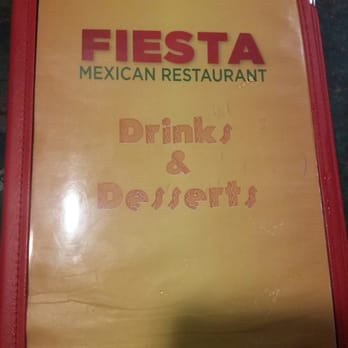 FIESTA
MEXICAN RESTAURANT
Drinks
&
Desserts